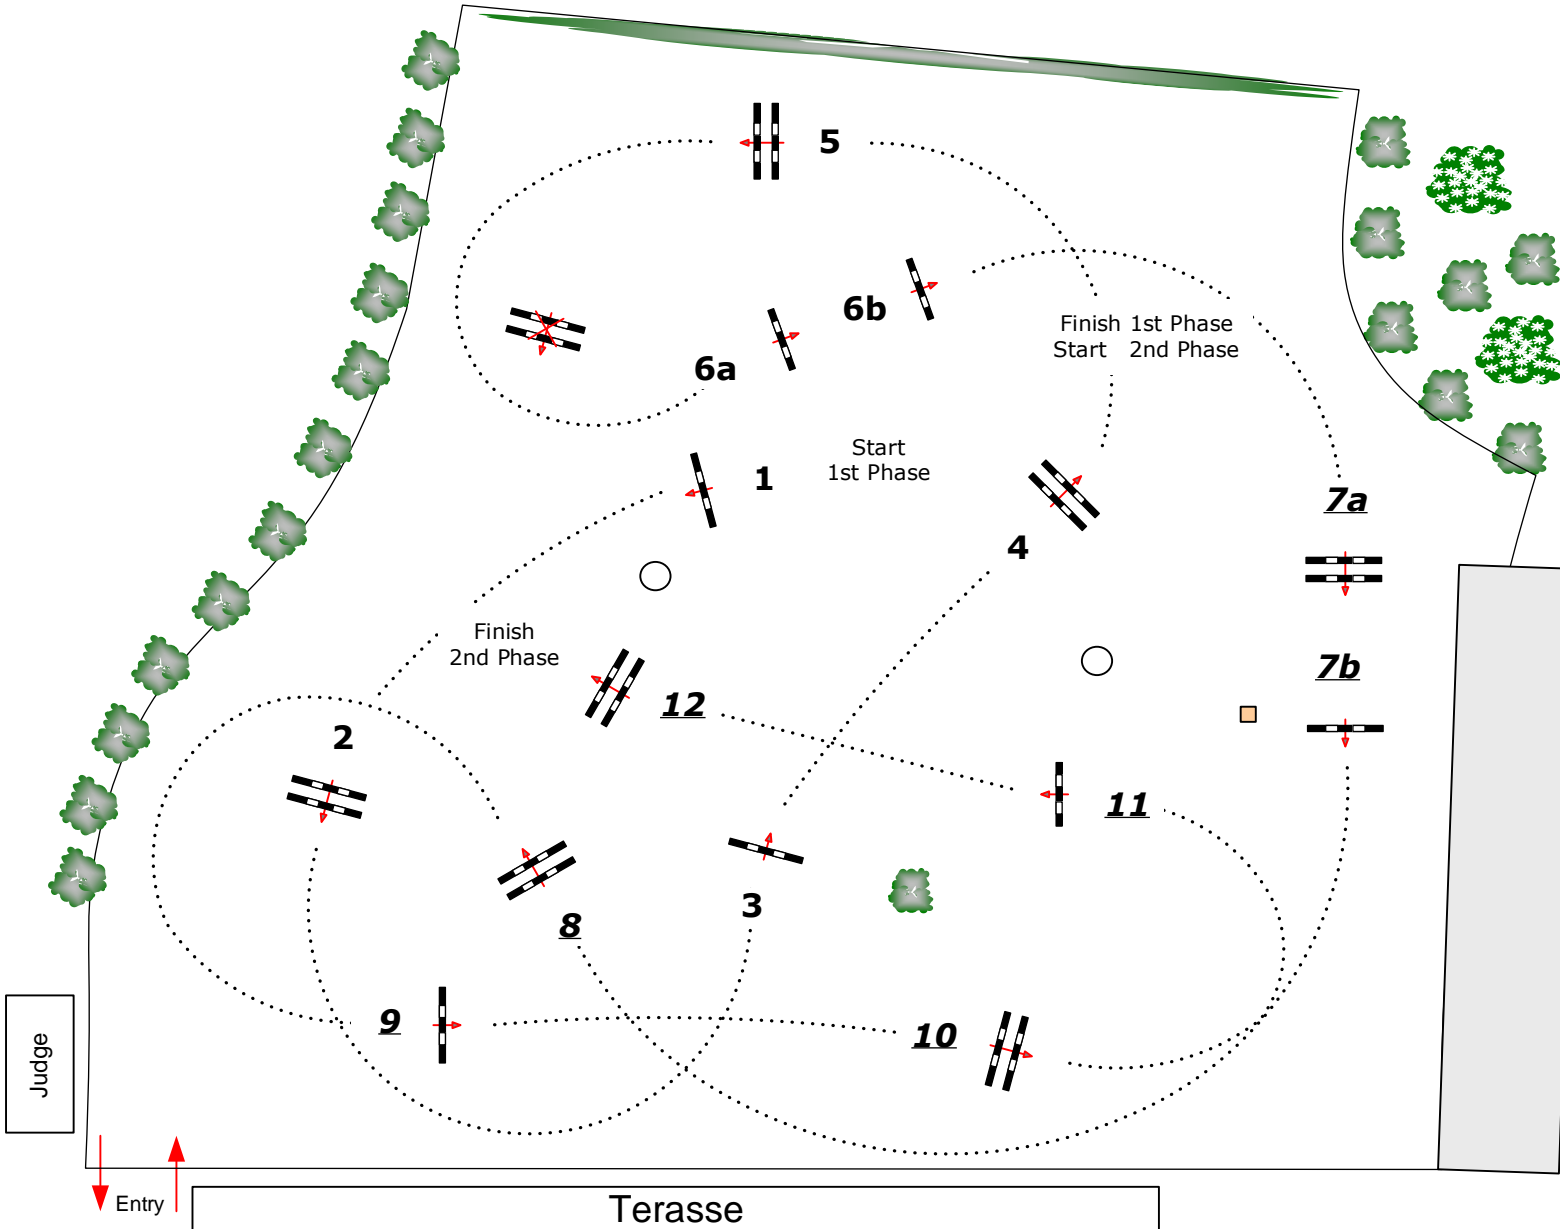 5
6b
Finish 1st Phase
Start 2nd Phase
6a
Start
1st Phase
1
7a
4
Finish
2nd Phase
7b
12
2
11
3
8
9
10
Judge
Entry
Terasse